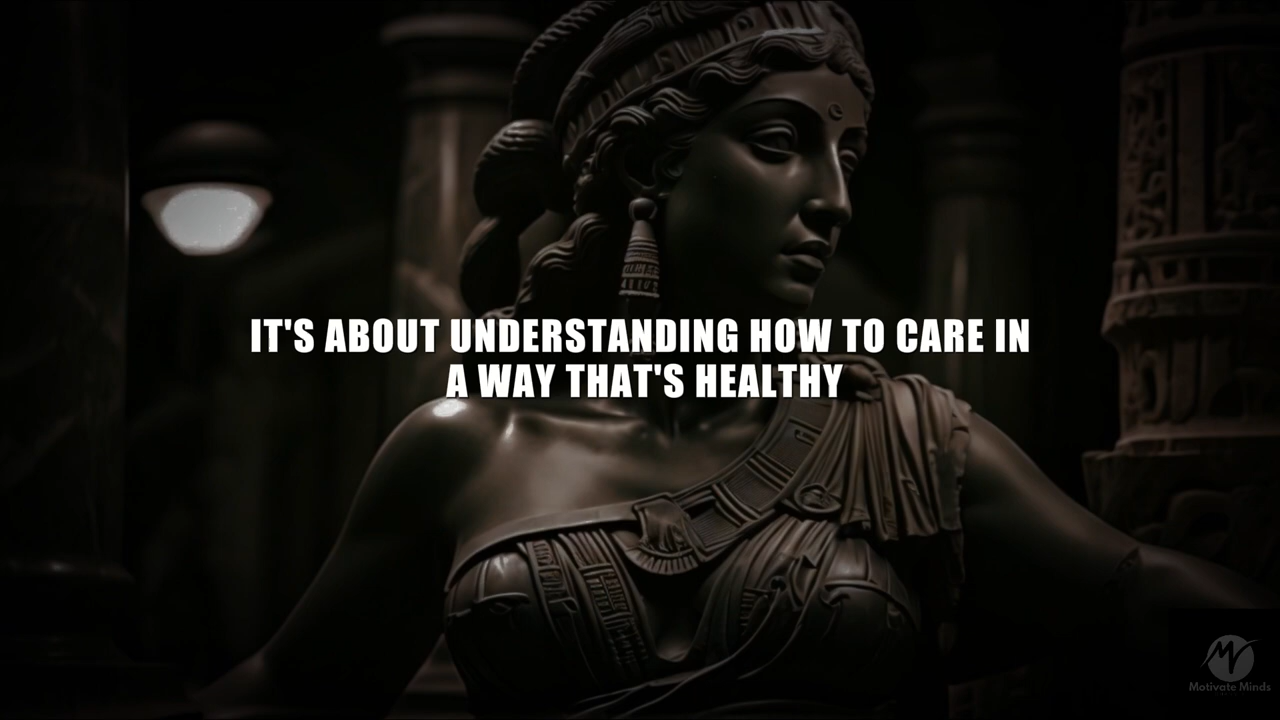 IT'S ABOUT UNDERSTANDING HOW TO CARE IN
A WAY THAT'S HEALTHY
Motivate Minds